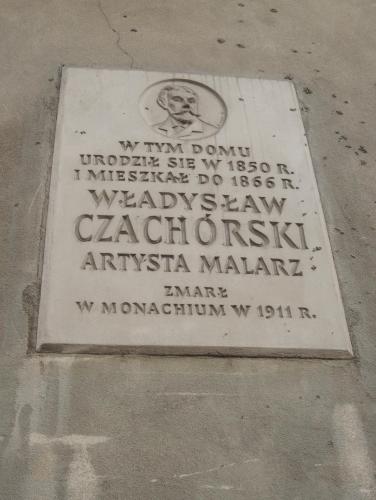 W TYM DOMU
URODZIŁ SIĘ W 1850 R.
I MIESZKAŁ DO 1866 R.
WŁADYSŁAW
CZACHÓRSKI
ARTYSTA MALARZ
ZMARŁ
W MONACHIUM W 1911 R.